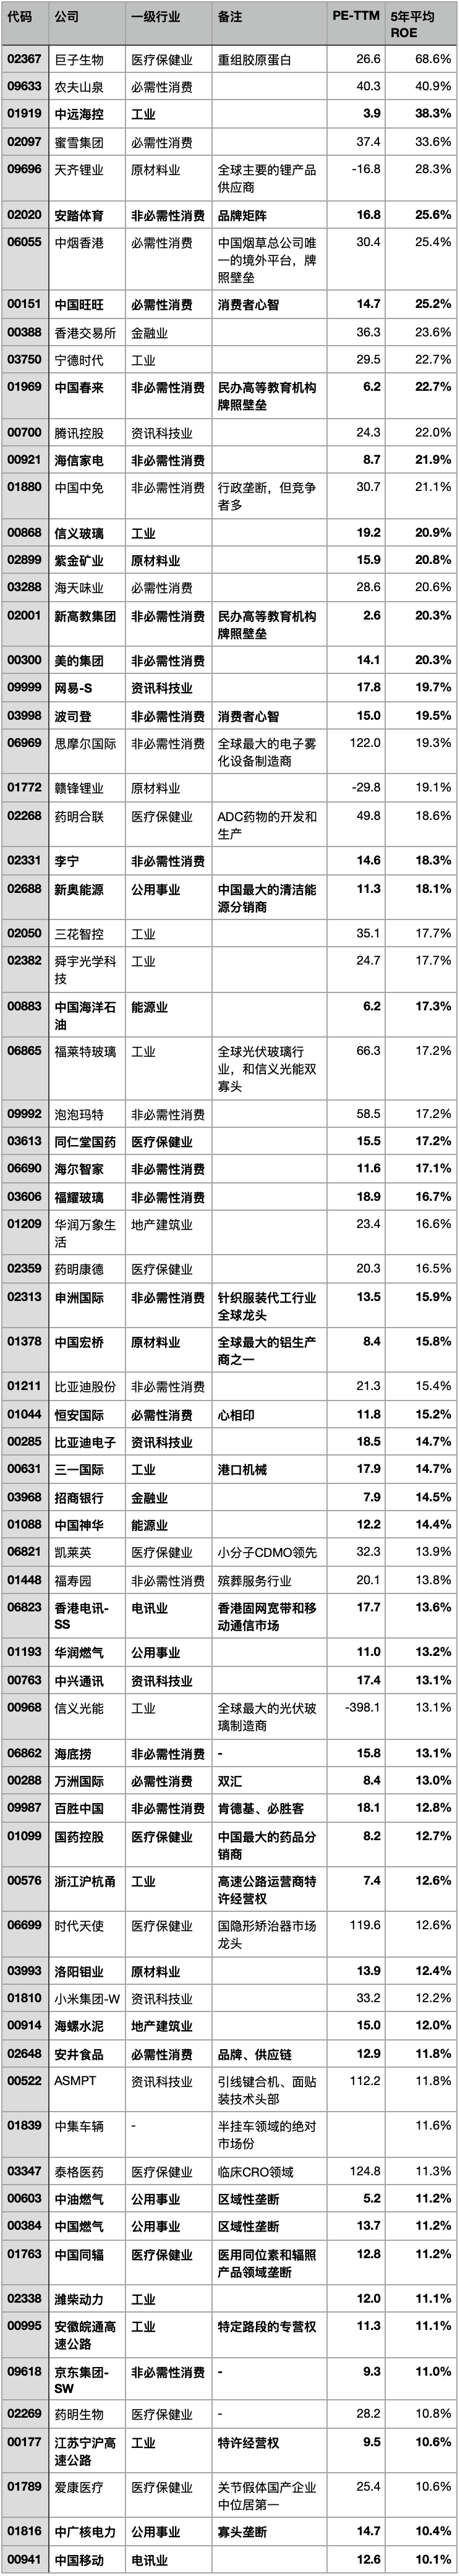 代码 公司 一级行业 备注 PE-TTM 5年平均
ROE
02367 巨子生物 医疗保健业 重组胶原蛋白 26.6 68.6%
09633 农夫山泉 必需性消费 40.3 40.9%
01919 中远海控 工业 3.9 38.3%
02097 蜜雪集团 必需性消费 37.4 33.6%
09696 天齐锂业 原材料业 全球主要的锂产品 -16.8 28.3%
供应商
02020 安踏体育 非必需性消费 品牌矩阵 16.8 25.6%
06055 中烟香港 必需性消费 中国烟草总公司唯 30.4 25.4%
一的境外平台，牌
照壁垒
00151 中国旺旺 必需性消费 消费者心智 14.7 25.2%
00388 香港交易所 金融业 36.3 23.6%
03750 宁德时代 工业 29.5 22.7%
01969 中国春来 非必需性消费 民办高等教育机构 6.2 22.7%
牌照壁垒
00700 腾讯控股 资讯科技业 24.3 22.0%
00921 海信家电 非必需性消费 8.7 21.9%
01880 中国中免 非必需性消费 行政垄断，但竞争 30.7 21.1%
者多
00868 信义玻璃 工业 19.2 20.9%
02899 紫金矿业 原材料业 15.9 20.8%
03288 海天味业 必需性消费 28.6 20.6%
02001 新高教集团 非必需性消费 民办高等教育机构 2.6 20.3%
牌照壁垒
00300 美的集团 非必需性消费 14.1 20.3%
09999 网易-S 资讯科技业 17.8 19.7%
03998 波司登 非必需性消费 消费者心智 15.0 19.5%
06969 思摩尔国际 非必需性消费 全球最大的电子雾 122.0 19.3%
化设备制造商
01772 赣锋锂业 原材料业 -29.8 19.1%
02268 药明合联 医疗保健业 ADC药物的开发和 49.8 18.6%
生产
02331 李宁 非必需性消费 14.6 18.3%
02688 新奥能源 公用事业 中国最大的清洁能 11.3 18.1%
源分销商
02050 三花智控 工业 35.1 17.7%
02382 舜宇光学科 工业 24.7 17.7%
技
00883 中国海洋石 能源业 6.2 17.3%
油
06865 福莱特玻璃 工业 全球光伏玻璃行 66.3 17.2%
业，和信义光能双
寡头
09992 泡泡玛特 非必需性消费 58.5 17.2%
03613 同仁堂国药 医疗保健业 15.5 17.2%
06690 海尔智家 非必需性消费 11.6 17.1%
03606 福耀玻璃 非必需性消费 18.9 16.7%
01209 华润万象生 地产建筑业 23.4 16.6%
活
02359 药明康德 医疗保健业 20.3 16.5%
02313 申洲国际 非必需性消费 针织服装代工行业 13.5 15.9%
全球龙头
01378 中国宏桥 原材料业 全球最大的铝生产 8.4 15.8%
商之一
01211 比亚迪股份 非必需性消费 21.3 15.4%
01044 恒安国际 必需性消费 心相印 11.8 15.2%
00285 比亚迪电子 资讯科技业 18.5 14.7%
00631 三一国际 工业 港口机械 17.9 14.7%
03968 招商银行 金融业 7.9 14.5%
01088 中国神华 能源业 12.2 14.4%
06821 凯莱英 医疗保健业 小分子CDMO领先 32.3 13.9%
01448 福寿园 非必需性消费 殡葬服务行业 20.1 13.8%
06823 香港电讯- 电讯业 香港固网宽带和移 17.7 13.6%
SS 动通信市场
01193 华润燃气 公用事业 11.0 13.2%
00763 中兴通讯 资讯科技业 17.4 13.1%
00968 信义光能 工业 全球最大的光伏玻 -398.1 13.1%
璃制造商
06862 海底捞 非必需性消费 - 15.8 13.1%
00288 万洲国际 必需性消费 双汇 8.4 13.0%
09987 百胜中国 非必需性消费 肯德基、必胜客 18.1 12.8%
01099 国药控股 医疗保健业 中国最大的药品分 8.2 12.7%
销商
00576 浙江沪杭甬 工业 高速公路运营商特 7.4 12.6%
许经营权
06699 时代天使 医疗保健业 国隐形矫治器市场 119.6 12.6%
龙头
03993 洛阳钼业 原材料业 13.9 12.4%
01810 小米集团-W 资讯科技业 33.2 12.2%
00914 海螺水泥 地产建筑业 15.0 12.0%
02648 安井食品 必需性消费 品牌、供应链 12.9 11.8%
00522 ASMPT 资讯科技业 引线键合机、面贴 112.2 11.8%
装技术头部
01839 中集车辆 - 半挂车领域的绝对 11.6%
市场份
03347 泰格医药 医疗保健业 临床CRO领域 124.8 11.3%
00603 中油燃气 公用事业 区域性垄断 5.2 11.2%
00384 中国燃气 公用事业 区域性垄断 13.7 11.2%
01763 中国同辐 医疗保健业 医用同位素和辐照 12.8 11.2%
产品领域垄断
02338 潍柴动力 工业 12.0 11.1%
00995 安徽皖通高 工业 特定路段的专营权 11.3 11.1%
速公路
09618 京东集团- 非必需性消费 - 9.3 11.0%
SW
02269 药明生物 医疗保健业 - 28.2 10.8%
00177 江苏宁沪高 工业 特许经营权 9.5 10.6%
速公路
01789 爱康医疗 医疗保健业 关节假体国产企业 25.4 10.6%
中位居第一
01816 中广核电力 公用事业 寡头垄断 14.7 10.4%
00941 中国移动 电讯业 12.6 10.1%